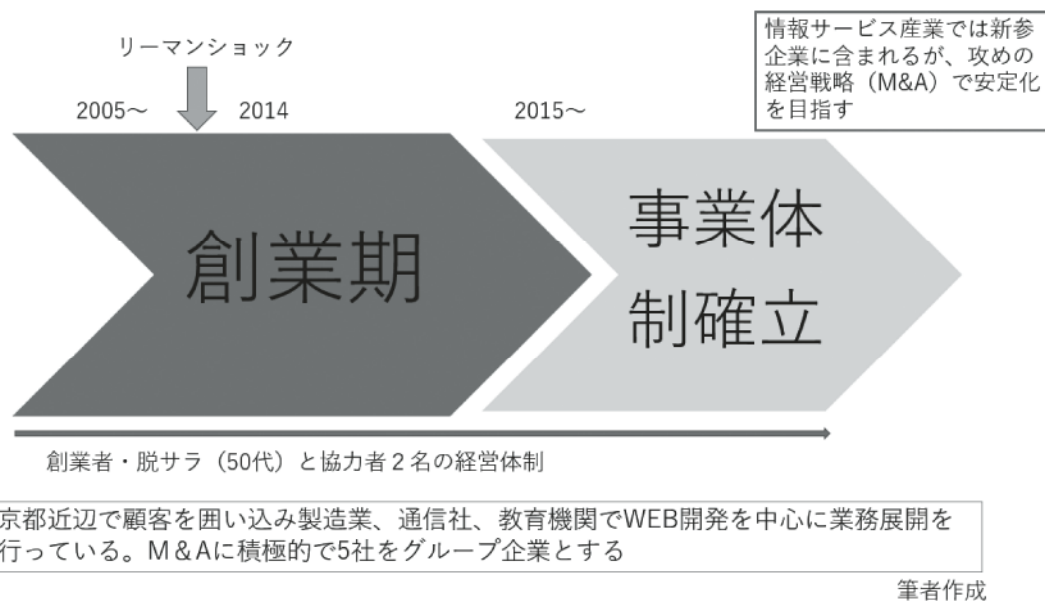 リーマンショック
情報サービス産業では新参
企業に含まれるが、攻めの
経営戦略（M&A）で安定化
を目指す
2005～
2014
2015～
創業期
事業体
制確立
創業者・脱サラ（50代）と協力者２名の経営体制
京都近辺で顧客を囲い込み製造業、通信社、教育機関でWEB開発を中心に業務展開を
行っている。M＆Aに積極的で5社をグループ企業とする
筆者作成